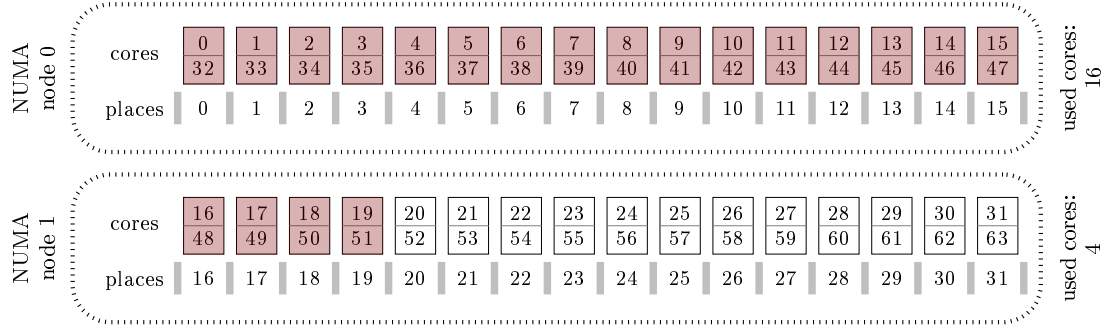 NUMA
node 0
cores 0 1 2 3 4 5 6 7 8 9 10 11 12 13 14 15
32 33 34 35 36 37 38 39 40 41 42 43 44 45 46 47
places 0 1 2 3 4 5 6 7 8 9 10 11 12 13 14 15
used cores:
16
NUMA
node 1
cores 16 17 18 19 20 21 22 23 24 25 26 27 28 29 30 31
48 49 50 51 52 53 54 55 56 57 58 59 60 61 62 63
places 16 17 18 19 20 21 22 23 24 25 26 27 28 29 30 31
used cores:
4